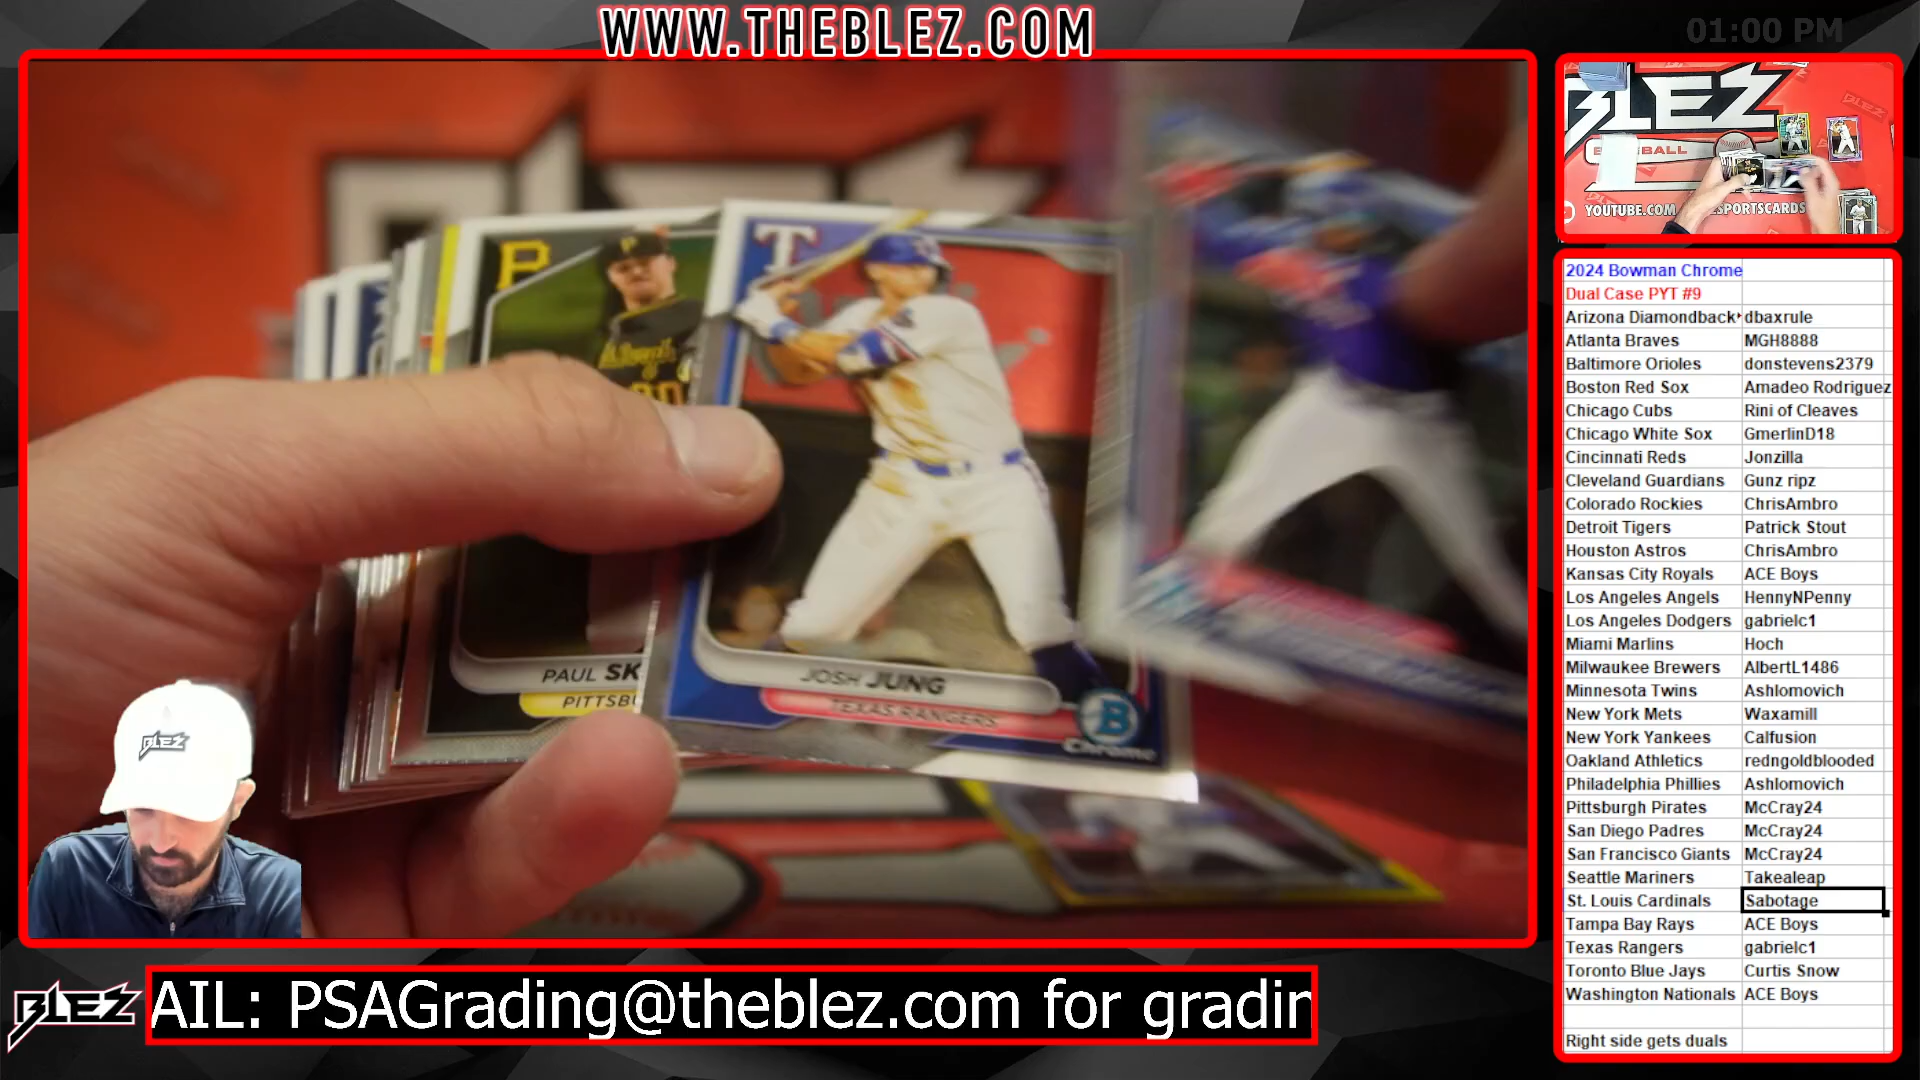 WWW.THEBLEZ.COM
01:00 PM
BLEZ
YOUTUBE.COM
ESPORTSCARDS
P
T
PAUL SK
PITTSBU
JOSH JUNG
TEXAS RANGERS
B
Chrome
BLEZ
2024 Bowman Chrome
Dual Case PYT #9
Arizona Diamondback dbaxrule
Atlanta Braves MGH8888
Baltimore Orioles donstevens2379
Boston Red Sox Amadeo Rodriguez
Chicago Cubs Rini of Cleaves
Chicago White Sox GmerlinD18
Cincinnati Reds Jonzilla
Cleveland Guardians Gunz ripz
Colorado Rockies ChrisAmbro
Detroit Tigers Patrick Stout
Houston Astros ChrisAmbro
Kansas City Royals ACE Boys
Los Angeles Angels HennyNPenny
Los Angeles Dodgers gabrielc1
Miami Marlins Hoch
Milwaukee Brewers AlbertL1486
Minnesota Twins Ashlomovich
New York Mets Waxamill
New York Yankees Calfusion
Oakland Athletics redngoldblooded
Philadelphia Phillies Ashlomovich
Pittsburgh Pirates McCray24
San Diego Padres McCray24
San Francisco Giants McCray24
Seattle Mariners Takealeap
St. Louis Cardinals Sabotage
Tampa Bay Rays ACE Boys
Texas Rangers gabrielc1
Toronto Blue Jays Curtis Snow
Washington Nationals ACE Boys
Right side gets duals
BLEZ
AIL: PSAGrading@theblez.com for gradin